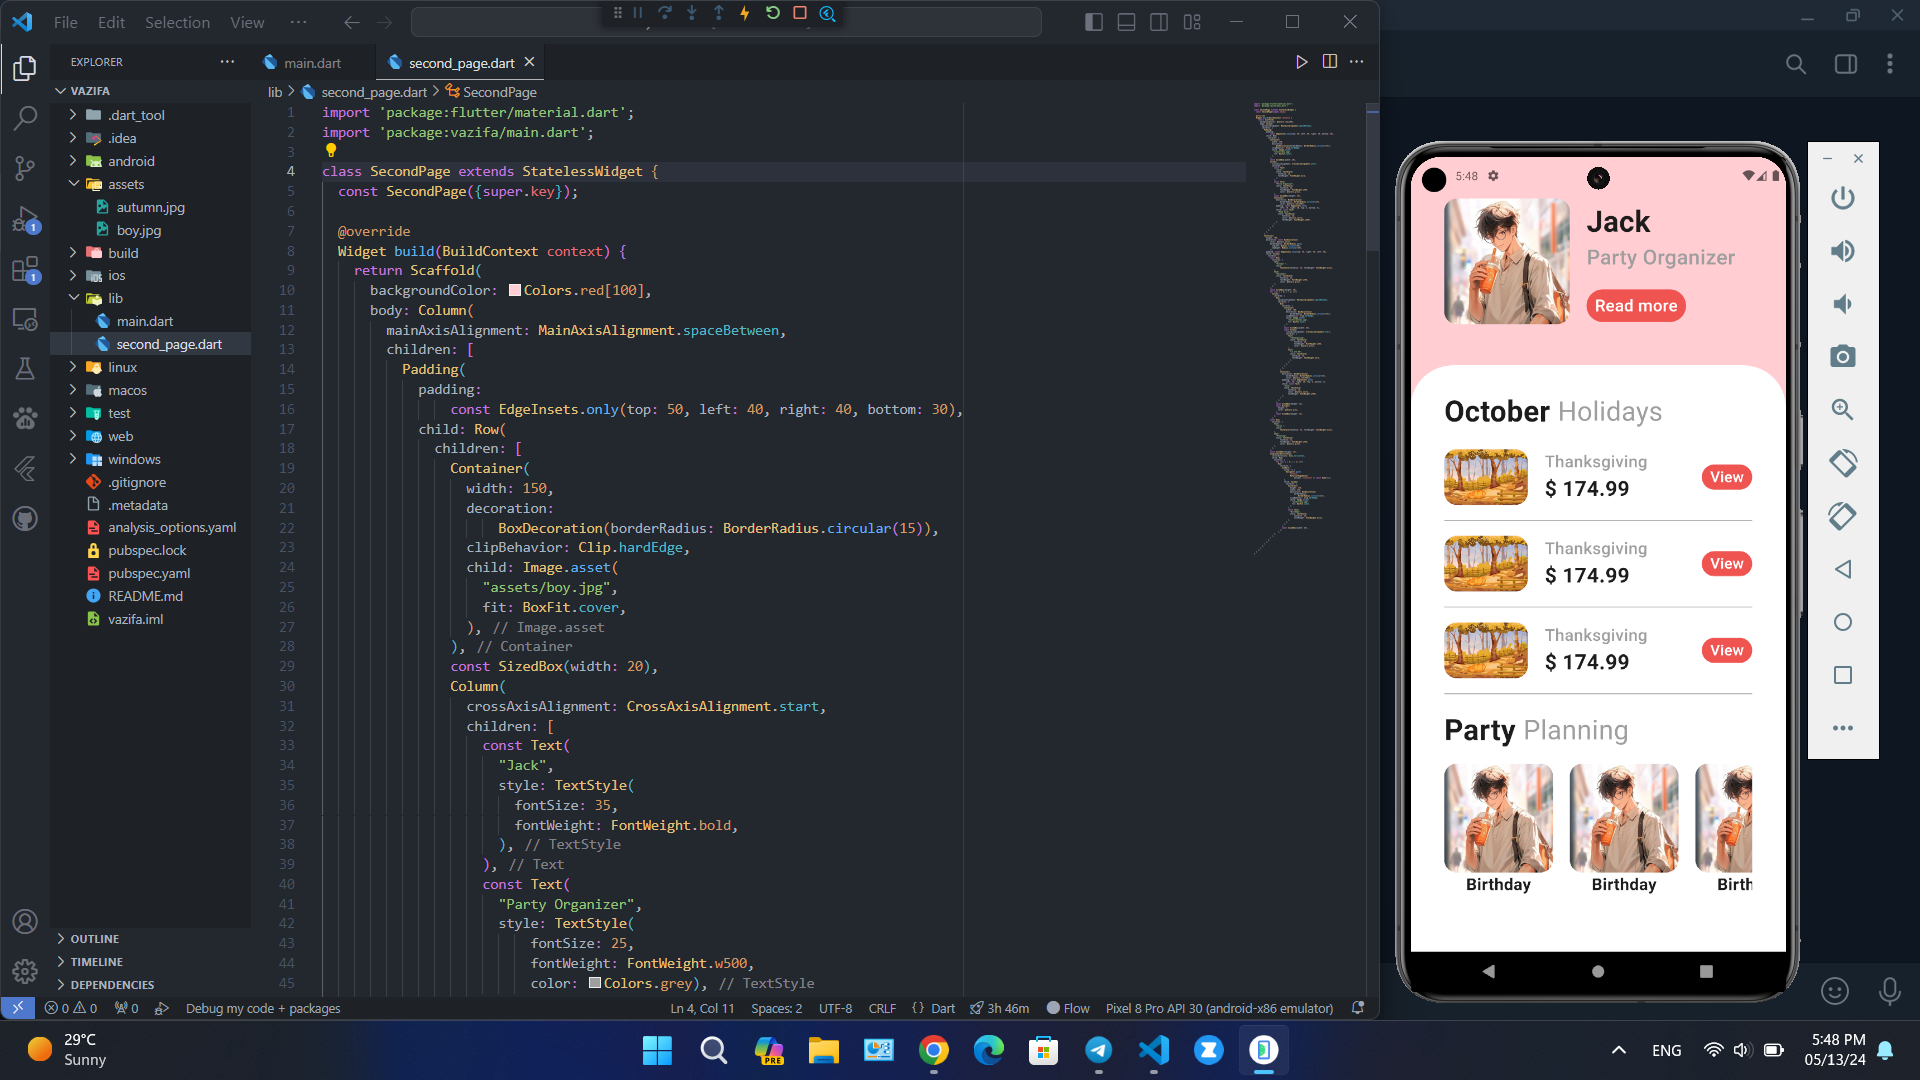 File Edit Selection View ...
EXPLORER ...
main.dart
second_page.dart
VAZIFA
lib > second_page.dart > SecondPage
.dart_tool
.idea
android
assets
autumn.jpg
boy.jpg
build
ios
lib
main.dart
second_page.dart
linux
macos
test
web
windows
.gitignore
.metadata
analysis_options.yaml
pubspec.lock
pubspec.yaml
README.md
vazifa.iml
OUTLINE
TIMELINE
DEPENDENCIES
1
1
1 import 'package:flutter/material.dart';
2 import 'package:vazifa/main.dart';
3
4 class SecondPage extends StatelessWidget {
5 const SecondPage({super.key});
6
7 @override
8 Widget build(BuildContext context) {
9 return Scaffold(
10 backgroundColor: Colors.red[100],
11 body: Column(
12 mainAxisAlignment: MainAxisAlignment.spaceBetween,
13 children: [
14 Padding(
15 padding:
16 const EdgeInsets.only(top: 50, left: 40, right: 40, bottom: 30),
17 child: Row(
18 children: [
19 Container(
20 width: 150,
21 decoration:
22 BoxDecoration(borderRadius: BorderRadius.circular(15)),
23 clipBehavior: Clip.hardEdge,
24 child: Image.asset(
25 "assets/boy.jpg",
26 fit: BoxFit.cover,
27 ), // Image.asset
28 ), // Container
29 const SizedBox(width: 20),
30 Column(
31 crossAxisAlignment: CrossAxisAlignment.start,
32 children: [
33 const Text(
34 "Jack",
35 style: TextStyle(
36 fontSize: 35,
37 fontWeight: FontWeight.bold,
38 ), // TextStyle
39 ), // Text
40 const Text(
41 "Party Organizer",
42 style: TextStyle(
43 fontSize: 25,
44 fontWeight: FontWeight.w500,
45 color: Colors.grey), // TextStyle
0 0 0 Debug my code + packages
Ln 4, Col 11 Spaces: 2 UTF-8 CRLF {} Dart 3h 46m Flow Pixel 8 Pro API 30 (android-x86 emulator)
5:48
Jack
Party Organizer
Read more
October Holidays
Thanksgiving
$ 174.99
View
Thanksgiving
$ 174.99
View
Thanksgiving
$ 174.99
View
Party Planning
Birthday
Birthday
Birth
29°C
Sunny
PRE
ENG
5:48 PM
05/13/24